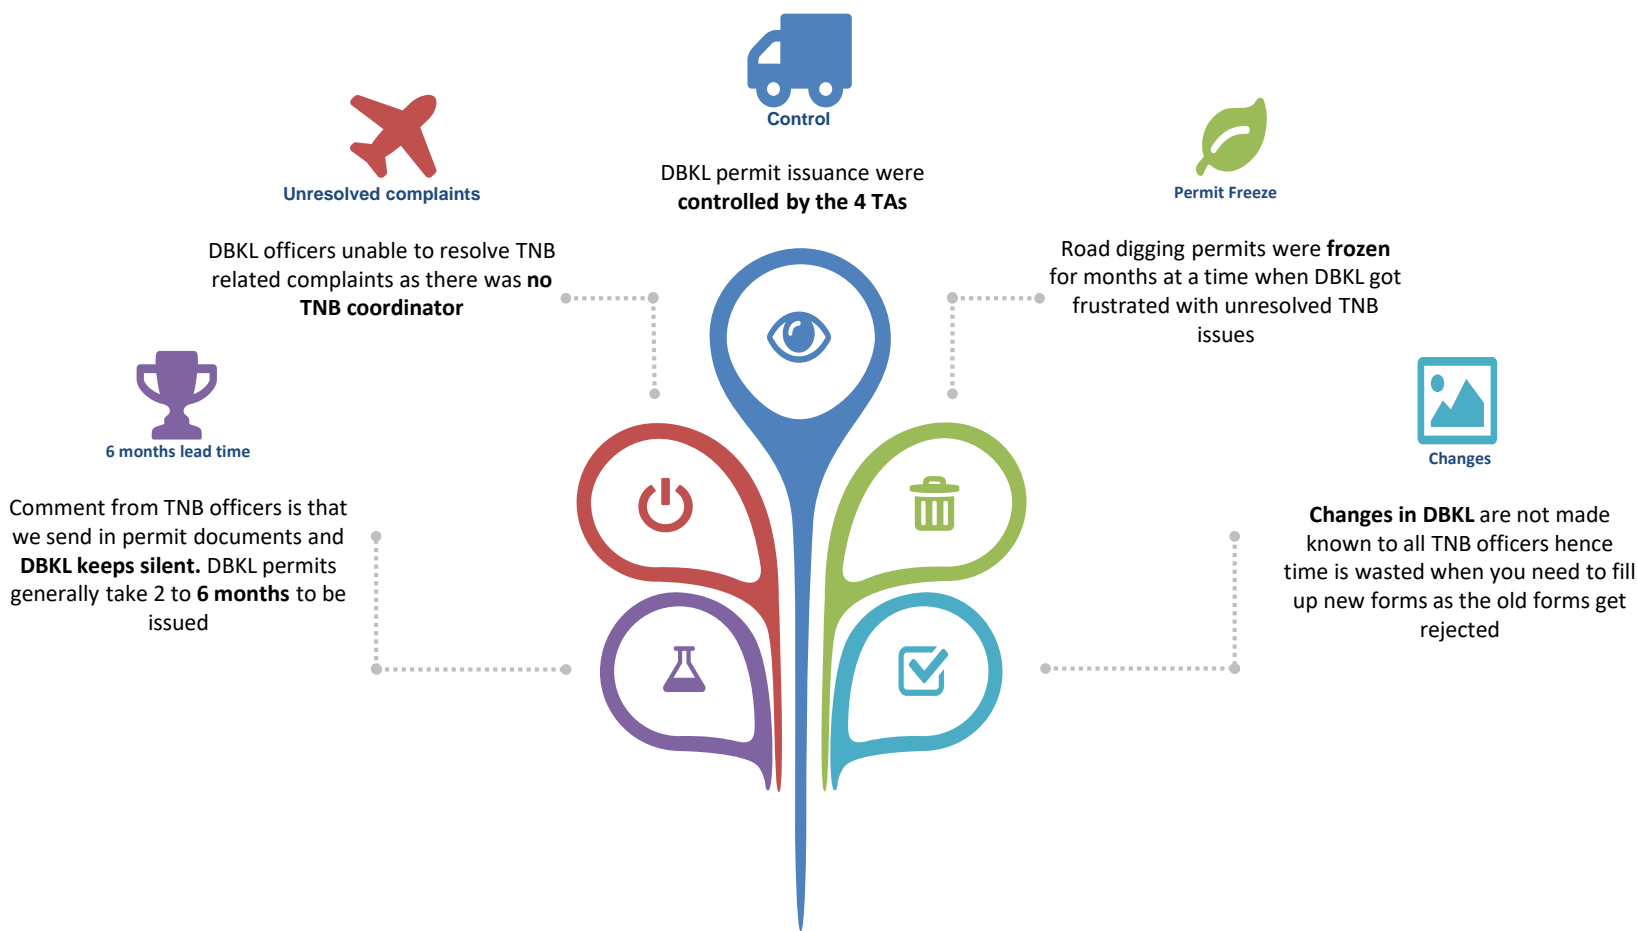 Control
DBKL permit issuance were
controlled by the 4 TAs
Unresolved complaints
DBKL officers unable to resolve TNB
related complaints as there was no
TNB coordinator
Permit Freeze
Road digging permits were frozen
for months at a time when DBKL got
frustrated with unresolved TNB
issues
6 months lead time
Comment from TNB officers is that
we send in permit documents and
DBKL keeps silent. DBKL permits
generally take 2 to 6 months to be
issued
Changes
Changes in DBKL are not made
known to all TNB officers hence
time is wasted when you need to fill
up new forms as the old forms get
rejected